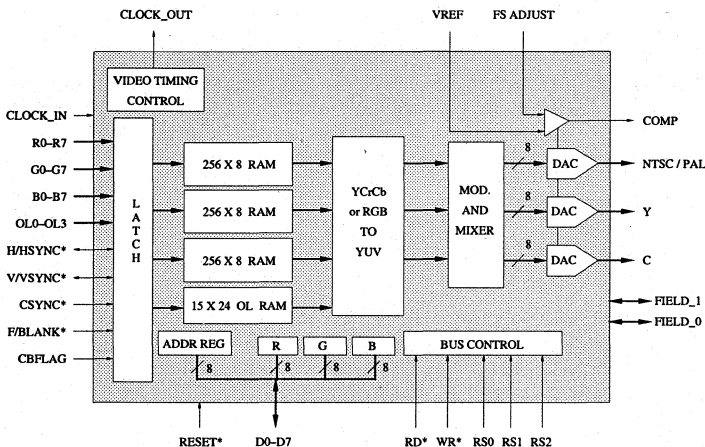 CLOCK_OUT
VREF
FS ADJUST
VIDEO TIMING
CONTROL
CLOCK_IN
COMP
R0–R7
G0–G7
B0–B7
OL0–OL3
H/HSYNC*
V/VSYNC*
CSYNC*
F/BLANK*
CBFLAG
L
A
T
C
H
256 X 8 RAM
256 X 8 RAM
256 X 8 RAM
15 X 24 OL RAM
YCrCb
or RGB
TO
YUV
MOD.
AND
MIXER
8
DAC
NTSC / PAL
8
DAC
Y
8
DAC
C
FIELD_1
FIELD_0
ADDR REG
R
G
B
BUS CONTROL
8
8
8
8
RESET*
D0–D7
RD*
WR*
RS0
RS1
RS2